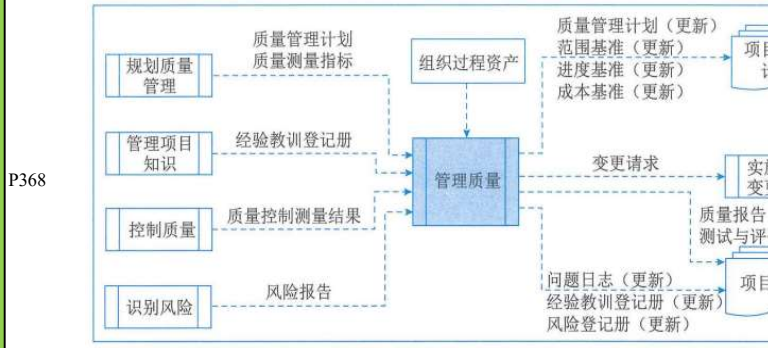 P368
规划质量
管理
质量管理计划
质量测量指标
组织过程资产
质量管理计划（更新）
范围基准（更新）
进度基准（更新）
成本基准（更新）
管理项目
知识
经验教训登记册
管理质量
变更请求
控制质量
质量控制测量结果
质量报告
测试与评
识别风险
风险报告
问题日志（更新）
经验教训登记册（更新）
风险登记册（更新）